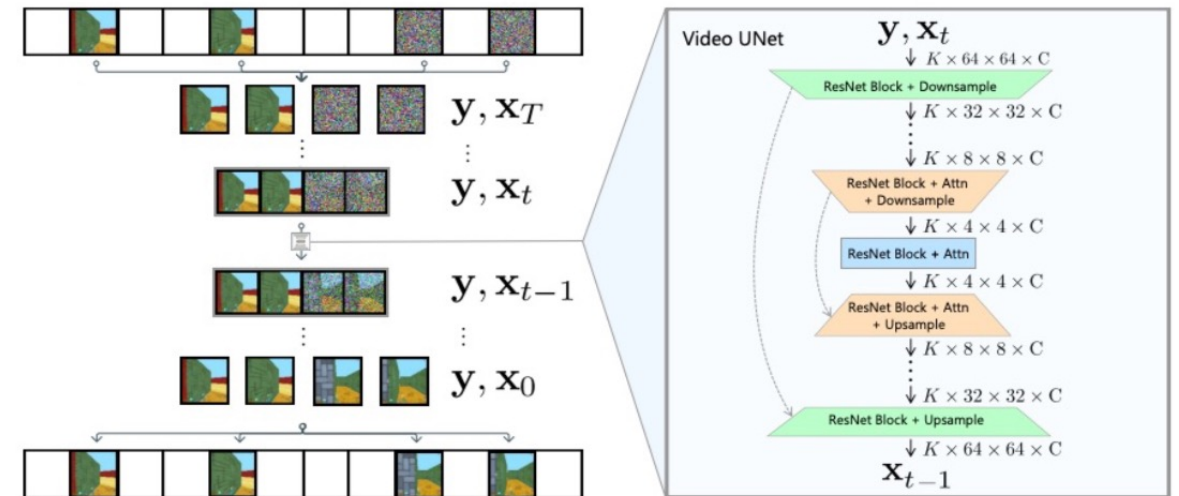 y, x_T
⋮ ⋮
y, x_t
y, x_{t−1}
⋮ ⋮
y, x_0
Video UNet
y, x_t
↓ K × 64 × 64 × C
ResNet Block + Downsample
↓ K × 32 × 32 × C
⋮
↓ K × 8 × 8 × C
ResNet Block + Attn
+ Downsample
↓ K × 4 × 4 × C
ResNet Block + Attn
↓ K × 4 × 4 × C
ResNet Block + Attn
+ Upsample
↓ K × 8 × 8 × C
⋮
↓ K × 32 × 32 × C
ResNet Block + Upsample
↓ K × 64 × 64 × C
x_{t−1}